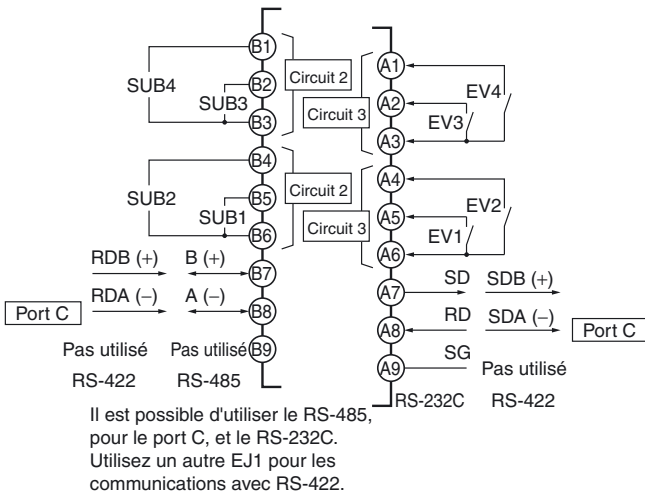 B1
B2
B3
SUB4
SUB3
Circuit 2
B4
B5
B6
SUB2
SUB1
Circuit 2
RDB (+)
B (+)
B7
Port C
RDA (−)
A (−)
B8
Pas utilisé
Pas utilisé
B9
RS-422
RS-485
A1
A2
A3
Circuit 3
EV4
EV3
A4
A5
A6
Circuit 3
EV2
EV1
A7
SD
SDB (+)
A8
RD
SDA (−)
Port C
A9
SG
Pas utilisé
RS-232C
RS-422
Il est possible d'utiliser le RS-485,
pour le port C, et le RS-232C.
Utilisez un autre EJ1 pour les
communications avec RS-422.